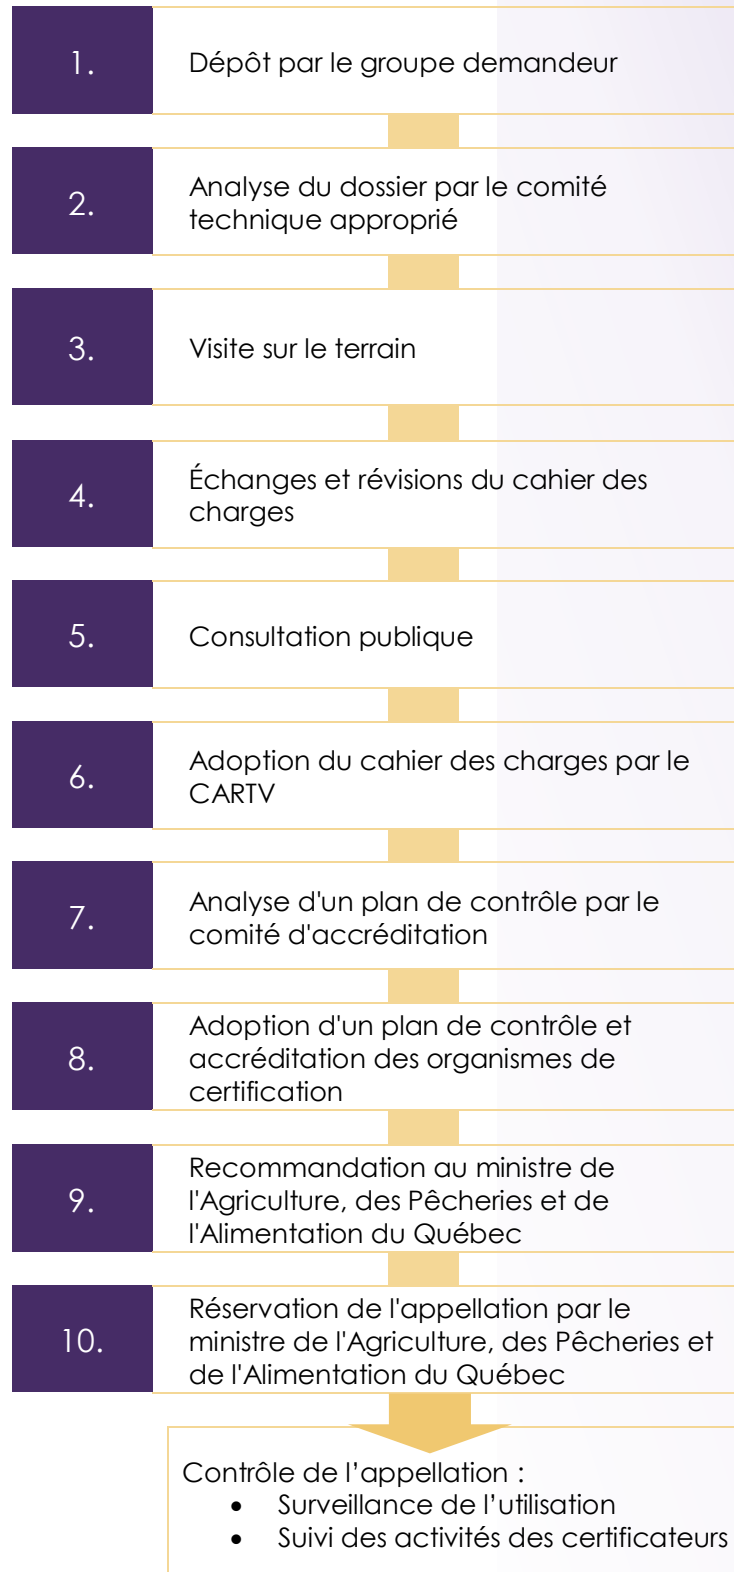 1.
Dépôt par le groupe demandeur
2.
Analyse du dossier par le comité
technique approprié
3.
Visite sur le terrain
4.
Échanges et révisions du cahier des
charges
5.
Consultation publique
6.
Adoption du cahier des charges par le
CARTV
7.
Analyse d'un plan de contrôle par le
comité d'accréditation
8.
Adoption d'un plan de contrôle et
accréditation des organismes de
certification
9.
Recommandation au ministre de
l'Agriculture, des Pêcheries et de
l'Alimentation du Québec
10.
Réservation de l'appellation par le
ministre de l'Agriculture, des Pêcheries et
de l'Alimentation du Québec
Contrôle de l’appellation :
• Surveillance de l’utilisation
• Suivi des activités des certificateurs